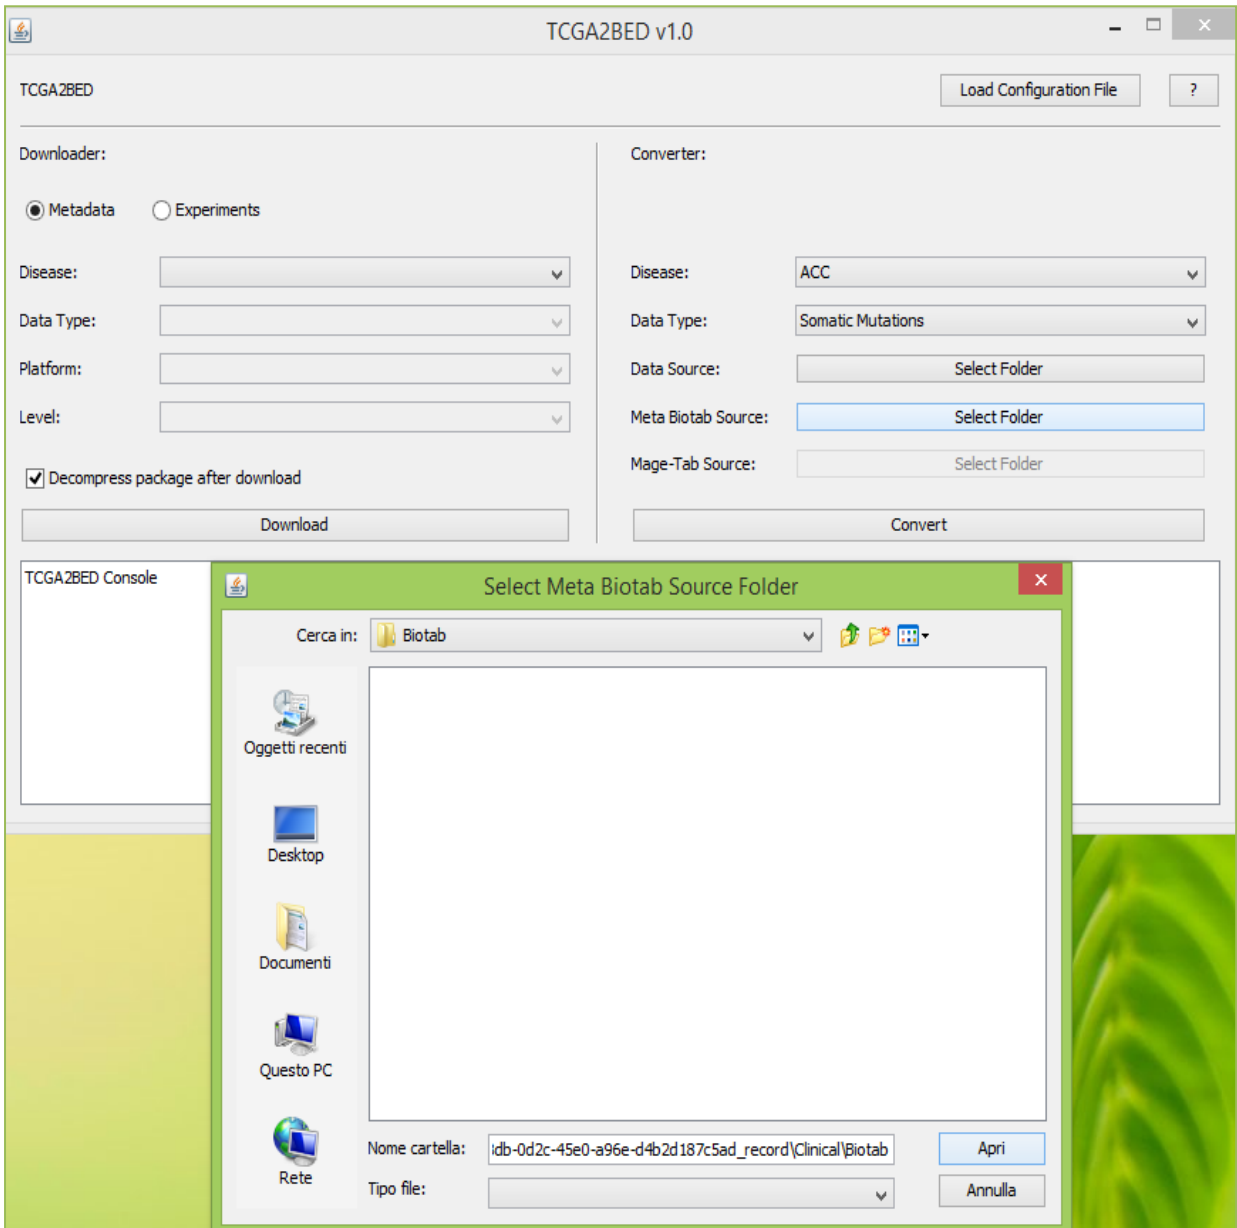 TCGA2BED v1.0
TCGA2BED
Load Configuration File
?
Downloader:
Metadata
Experiments
Disease:
Data Type:
Platform:
Level:
Decompress package after download
Download
Converter:
Disease:
ACC
Data Type:
Somatic Mutations
Data Source:
Select Folder
Meta Biotab Source:
Select Folder
Mage-Tab Source:
Select Folder
Convert
TCGA2BED Console
Select Meta Biotab Source Folder
Cerca in:
Biotab
Oggetti recenti
Desktop
Documenti
Questo PC
Rete
Nome cartella:
db-0d2c-45e0-a96e-d4b2d187c5ad_record\Clinical\Biotab
Apri
Tipo file:
Annulla